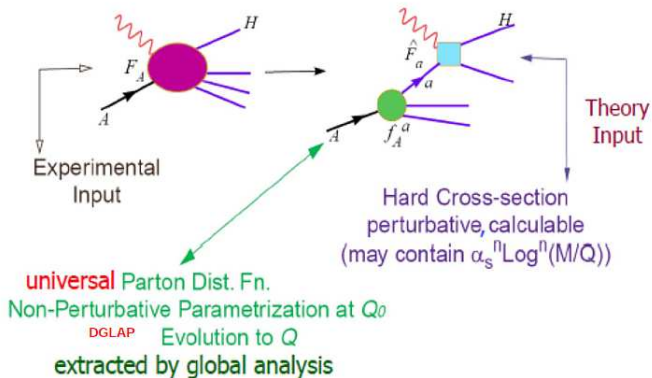 H
F_A
A
H
F̂_a
a
A
f_A^a
Experimental
Input
Theory
Input
Hard Cross-section
perturbative, calculable
(may contain α_s^n Log^n(M/Q))
universal Parton Dist. Fn.
Non-Perturbative Parametrization at Q_0
DGLAP Evolution to Q
extracted by global analysis